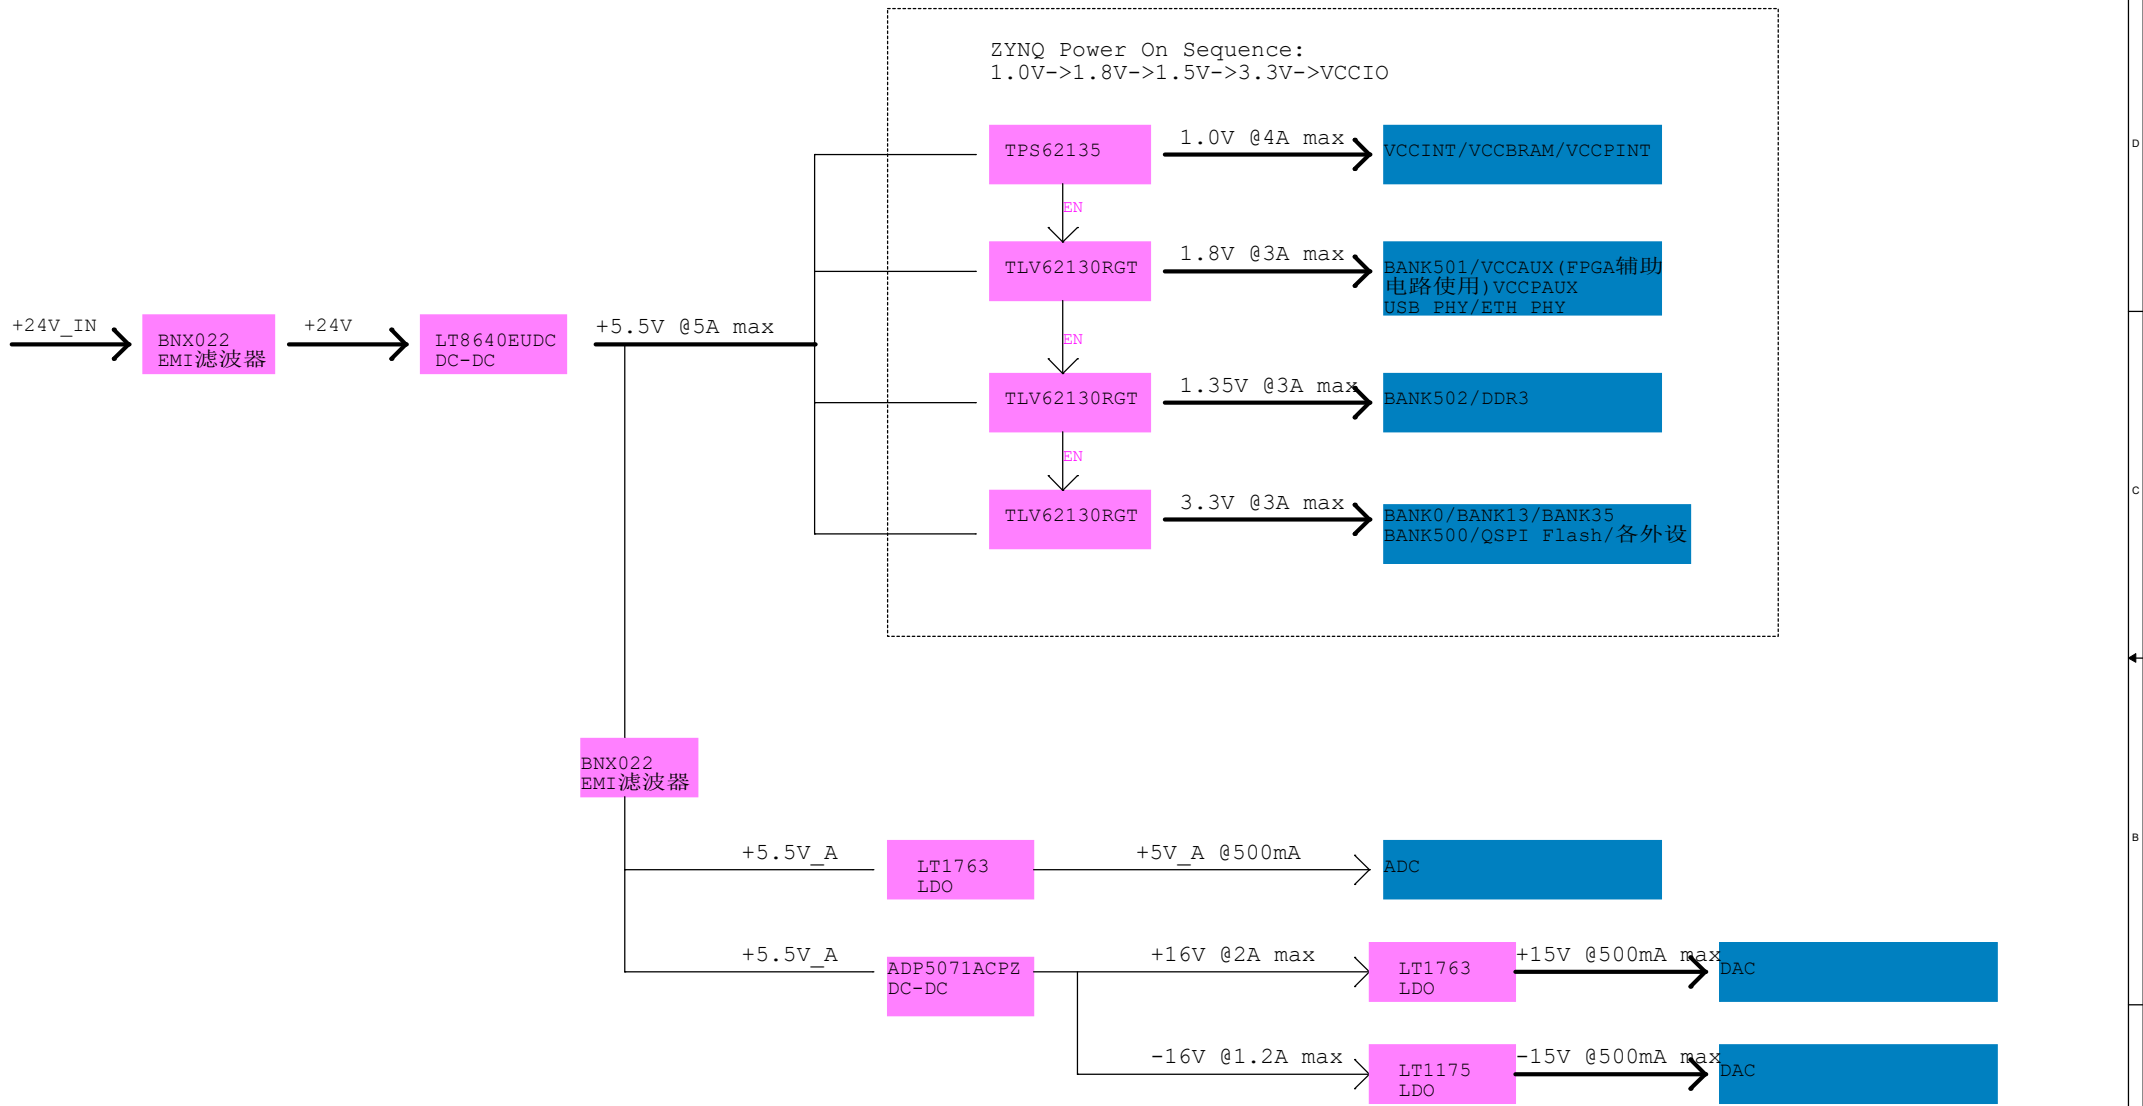 ZYNQ Power On Sequence:
1.0V->1.8V->1.5V->3.3V->VCCIO
TPS62135
1.0V @4A max
VCCINT/VCCBRAM/VCCPINT
EN
TLV62130RGT
1.8V @3A max
BANK501/VCCAUX(FPGA辅助
电路使用)VCCPAUX
USB PHY/ETH PHY
+24V_IN
BNX022
EMI滤波器
+24V
LT8640EUDC
DC-DC
+5.5V @5A max
EN
TLV62130RGT
1.35V @3A max
BANK502/DDR3
EN
TLV62130RGT
3.3V @3A max
BANK0/BANK13/BANK35
BANK500/QSPI Flash/各外设
BNX022
EMI滤波器
+5.5V_A
LT1763
LDO
+5V_A @500mA
ADC
+5.5V_A
ADP5071ACPZ
DC-DC
+16V @2A max
LT1763
LDO
+15V @500mA max
DAC
-16V @1.2A max
LT1175
LDO
-15V @500mA max
DAC
D
C
B